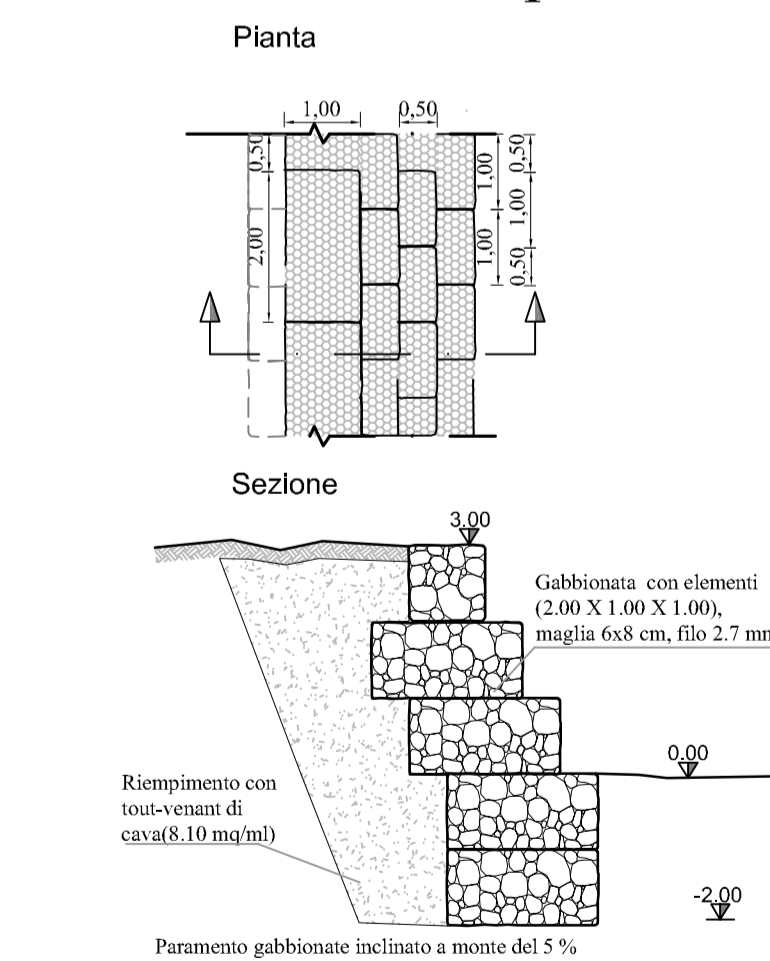 Pianta
1,00
0,50
0,50
2,00
1,00
1,00
0,50
1,00
0,50
Sezione
3.00
Gabbionata con elementi
(2.00 X 1.00 X 1.00),
maglia 6x8 cm, filo 2.7 mm
0.00
Riempimento con
tout-venant di
cava(8.10 mq/ml)
-2.00
Paramento gabbionate inclinato a monte del 5 %